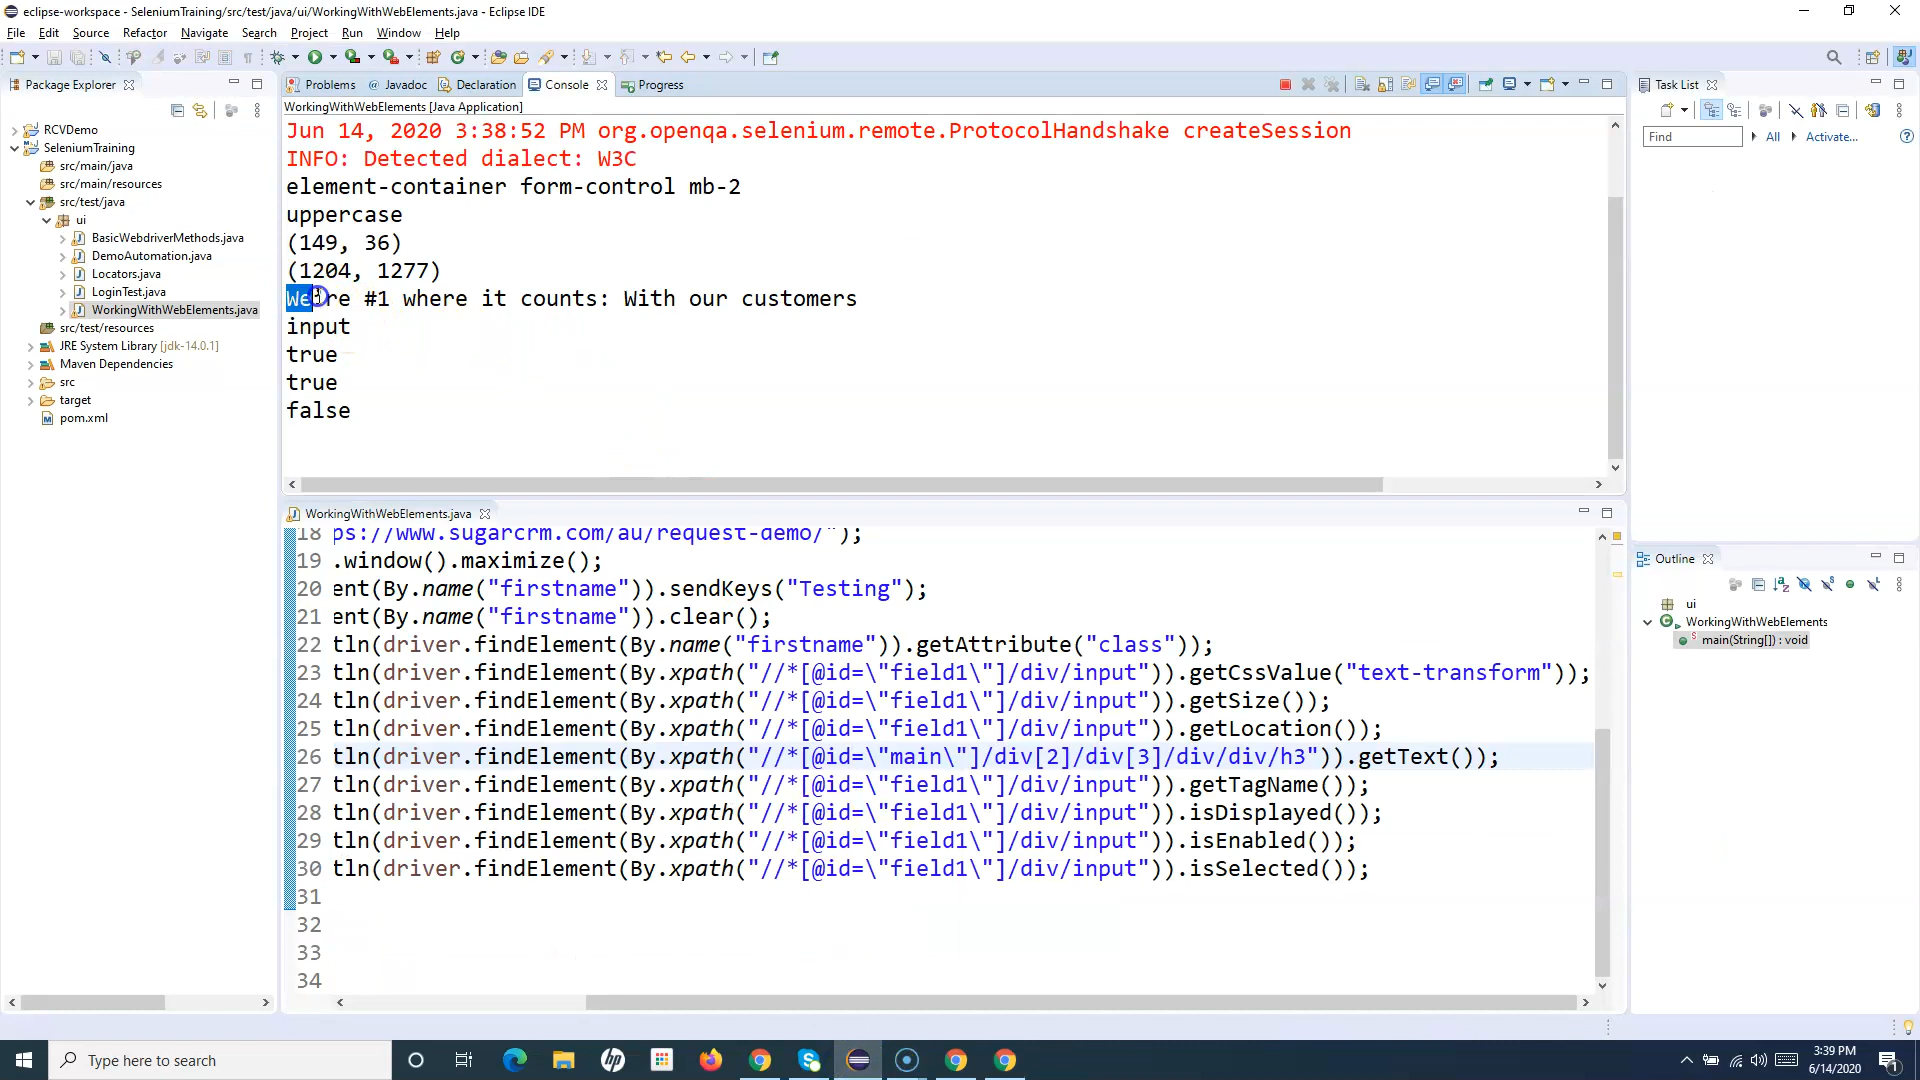 eclipse-workspace - SeleniumTraining/src/test/java/ui/WorkingWithWebElements.java - Eclipse IDE
File Edit Source Refactor Navigate Search Project Run Window Help
Package Explorer
RCVDemo
SeleniumTraining
src/main/java
src/main/resources
src/test/java
ui
BasicWebdriverMethods.java
DemoAutomation.java
Locators.java
LoginTest.java
WorkingWithWebElements.java
src/test/resources
JRE System Library [jdk-14.0.1]
Maven Dependencies
src
target
pom.xml
Problems @ Javadoc Declaration Console Progress
WorkingWithWebElements [Java Application]
Jun 14, 2020 3:38:52 PM org.openqa.selenium.remote.ProtocolHandshake createSession
INFO: Detected dialect: W3C
element-container form-control mb-2
uppercase
(149, 36)
(1204, 1277)
We're #1 where it counts: With our customers
input
true
true
false
WorkingWithWebElements.java
18 ps://www.sugarcrm.com/au/request-demo/");
19 .window().maximize();
20 ent(By.name("firstname")).sendKeys("Testing");
21 ent(By.name("firstname")).clear();
22 tln(driver.findElement(By.name("firstname")).getAttribute("class"));
23 tln(driver.findElement(By.xpath("//*[@id=\"field1\"]/div/input")).getCssValue("text-transform"));
24 tln(driver.findElement(By.xpath("//*[@id=\"field1\"]/div/input")).getSize());
25 tln(driver.findElement(By.xpath("//*[@id=\"field1\"]/div/input")).getLocation());
26 tln(driver.findElement(By.xpath("//*[@id=\"main\"]/div[2]/div[3]/div/div/h3")).getText());
27 tln(driver.findElement(By.xpath("//*[@id=\"field1\"]/div/input")).getTagName());
28 tln(driver.findElement(By.xpath("//*[@id=\"field1\"]/div/input")).isDisplayed());
29 tln(driver.findElement(By.xpath("//*[@id=\"field1\"]/div/input")).isEnabled());
30 tln(driver.findElement(By.xpath("//*[@id=\"field1\"]/div/input")).isSelected());
31
32
33
34
Task List
Find All Activate...
Outline
ui
WorkingWithWebElements
main(String[]) : void
Type here to search
3:39 PM
6/14/2020